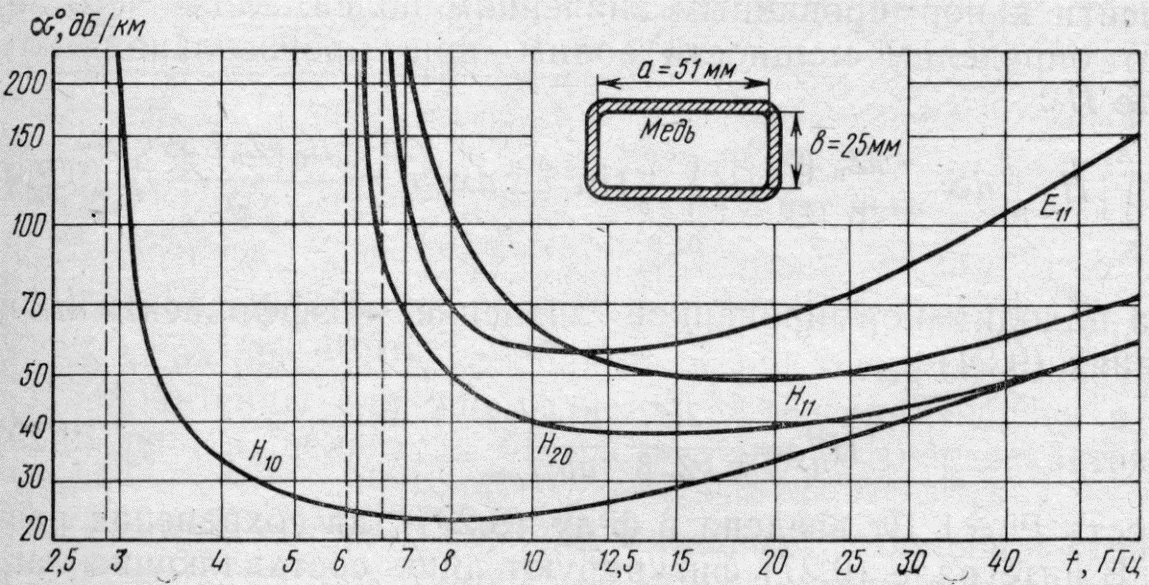 α°, дБ/км
200
150
100
70
50
40
30
20
a = 51 мм
Медь
в = 25мм
E₁₁
H₁₁
H₂₀
H₁₀
2,5 3 4 5 6 7 8 10 12,5 15 20 25 30 40 f, ГГц